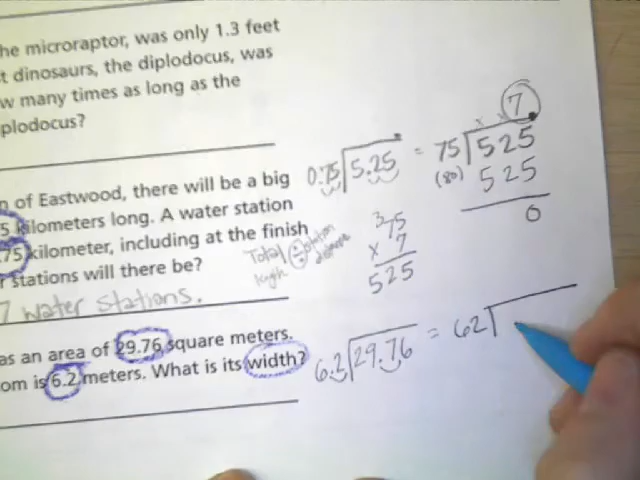 he microraptor, was only 1.3 feet
t dinosaurs, the diplodocus, was
w many times as long as the
plodocus?
7
0.75 5.25 = 75 525
(80) 525
0
n of Eastwood, there will be a big
5 kilometers long. A water station
.75 kilometer, including at the finish
r stations will there be?
7 water stations.
Total ÷ station
distance
3
75
x 7
525
as an area of 29.76 square meters.
om is 6.2 meters. What is its width?
6.2 29.76 = 62